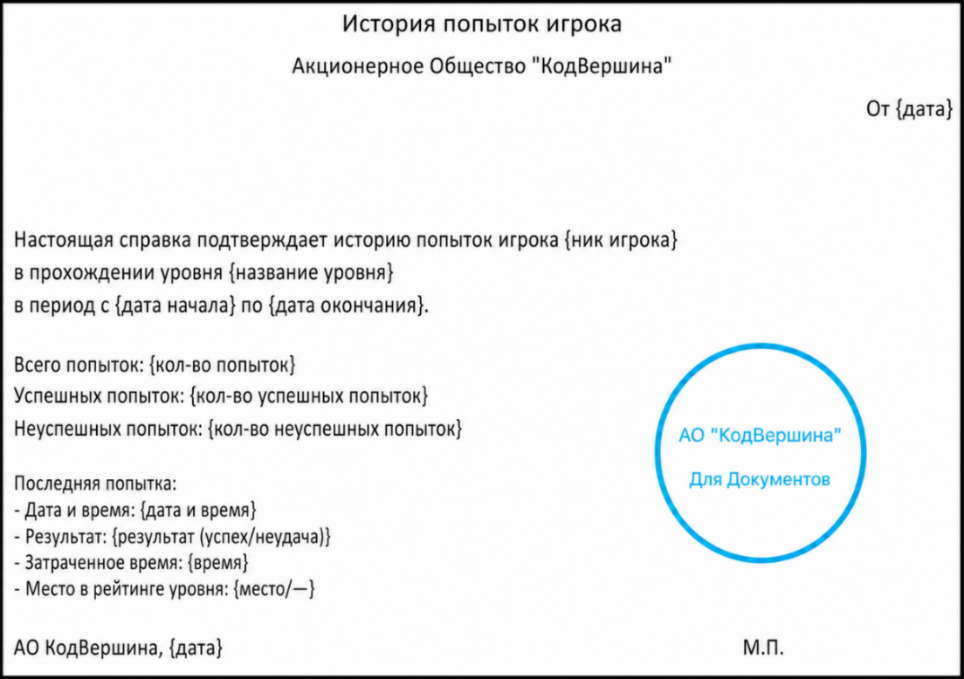 История попыток игрока
Акционерное Общество "КодВершина"
От {дата}
Настоящая справка подтверждает историю попыток игрока {ник игрока}
в прохождении уровня {название уровня}
в период с {дата начала} по {дата окончания}.
Всего попыток: {кол-во попыток}
Успешных попыток: {кол-во успешных попыток}
Неуспешных попыток: {кол-во неуспешных попыток}
АО "КодВершина"
Для Документов
Последняя попытка:
- Дата и время: {дата и время}
- Результат: {результат (успех/неудача)}
- Затраченное время: {время}
- Место в рейтинге уровня: {место/—}
АО КодВершина, {дата}
М.П.